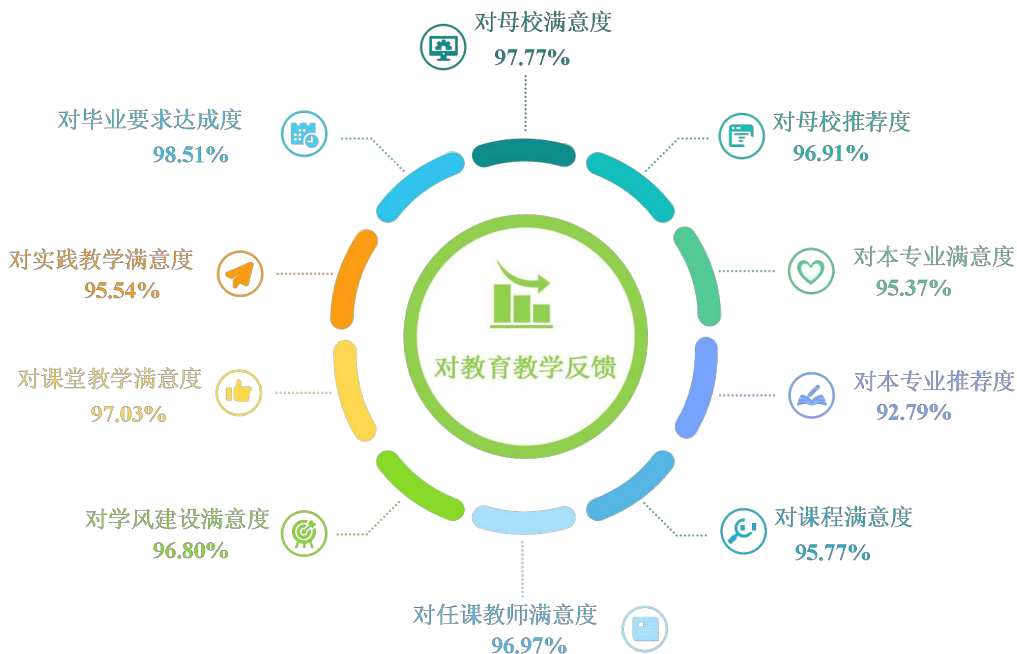 对母校满意度
97.77%
对母校推荐度
96.91%
对本专业满意度
95.37%
对本专业推荐度
92.79%
对课程满意度
95.77%
对任课教师满意度
96.97%
对学风建设满意度
96.80%
对课堂教学满意度
97.03%
对实践教学满意度
95.54%
对毕业要求达成度
98.51%
对教育教学反馈